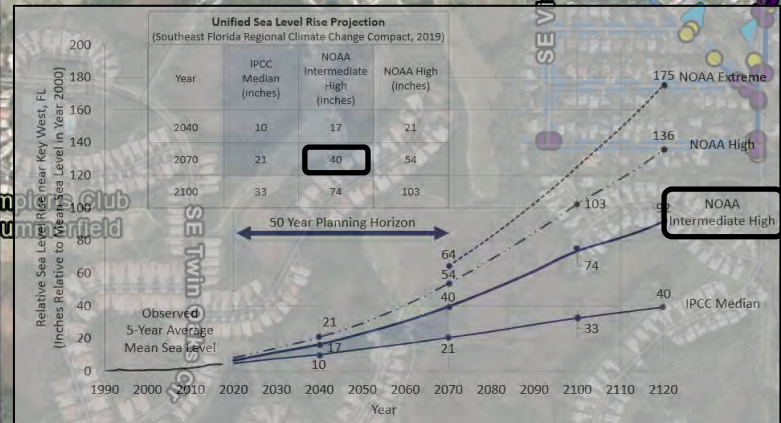 Unified Sea Level Rise Projection
(Southeast Florida Regional Climate Change Compact, 2019)
Year
IPCC
Median
(inches)
NOAA
Intermediate
High
(inches)
NOAA High
(Inches)
2040 10 17 21
2070 21 40 54
2100 33 74 103
Relative Sea Level Rise near Key West, FL
(Inches Relative to Mean Sea Level in Year 2000)
200
180
160
140
120
100
80
60
40
20
0
50 Year Planning Horizon
Observed
5-Year Average
Mean Sea Level
175 NOAA Extreme
136
NOAA High
103
NOAA
Intermediate High
92
74
64
54
40
40
IPCC Median
33
21
21
17
10
1990 2000 2010 2020 2030 2040 2050 2060 2070 2080 2090 2100 2110 2120
Year
SE Twin Oaks Cir
Club
SE